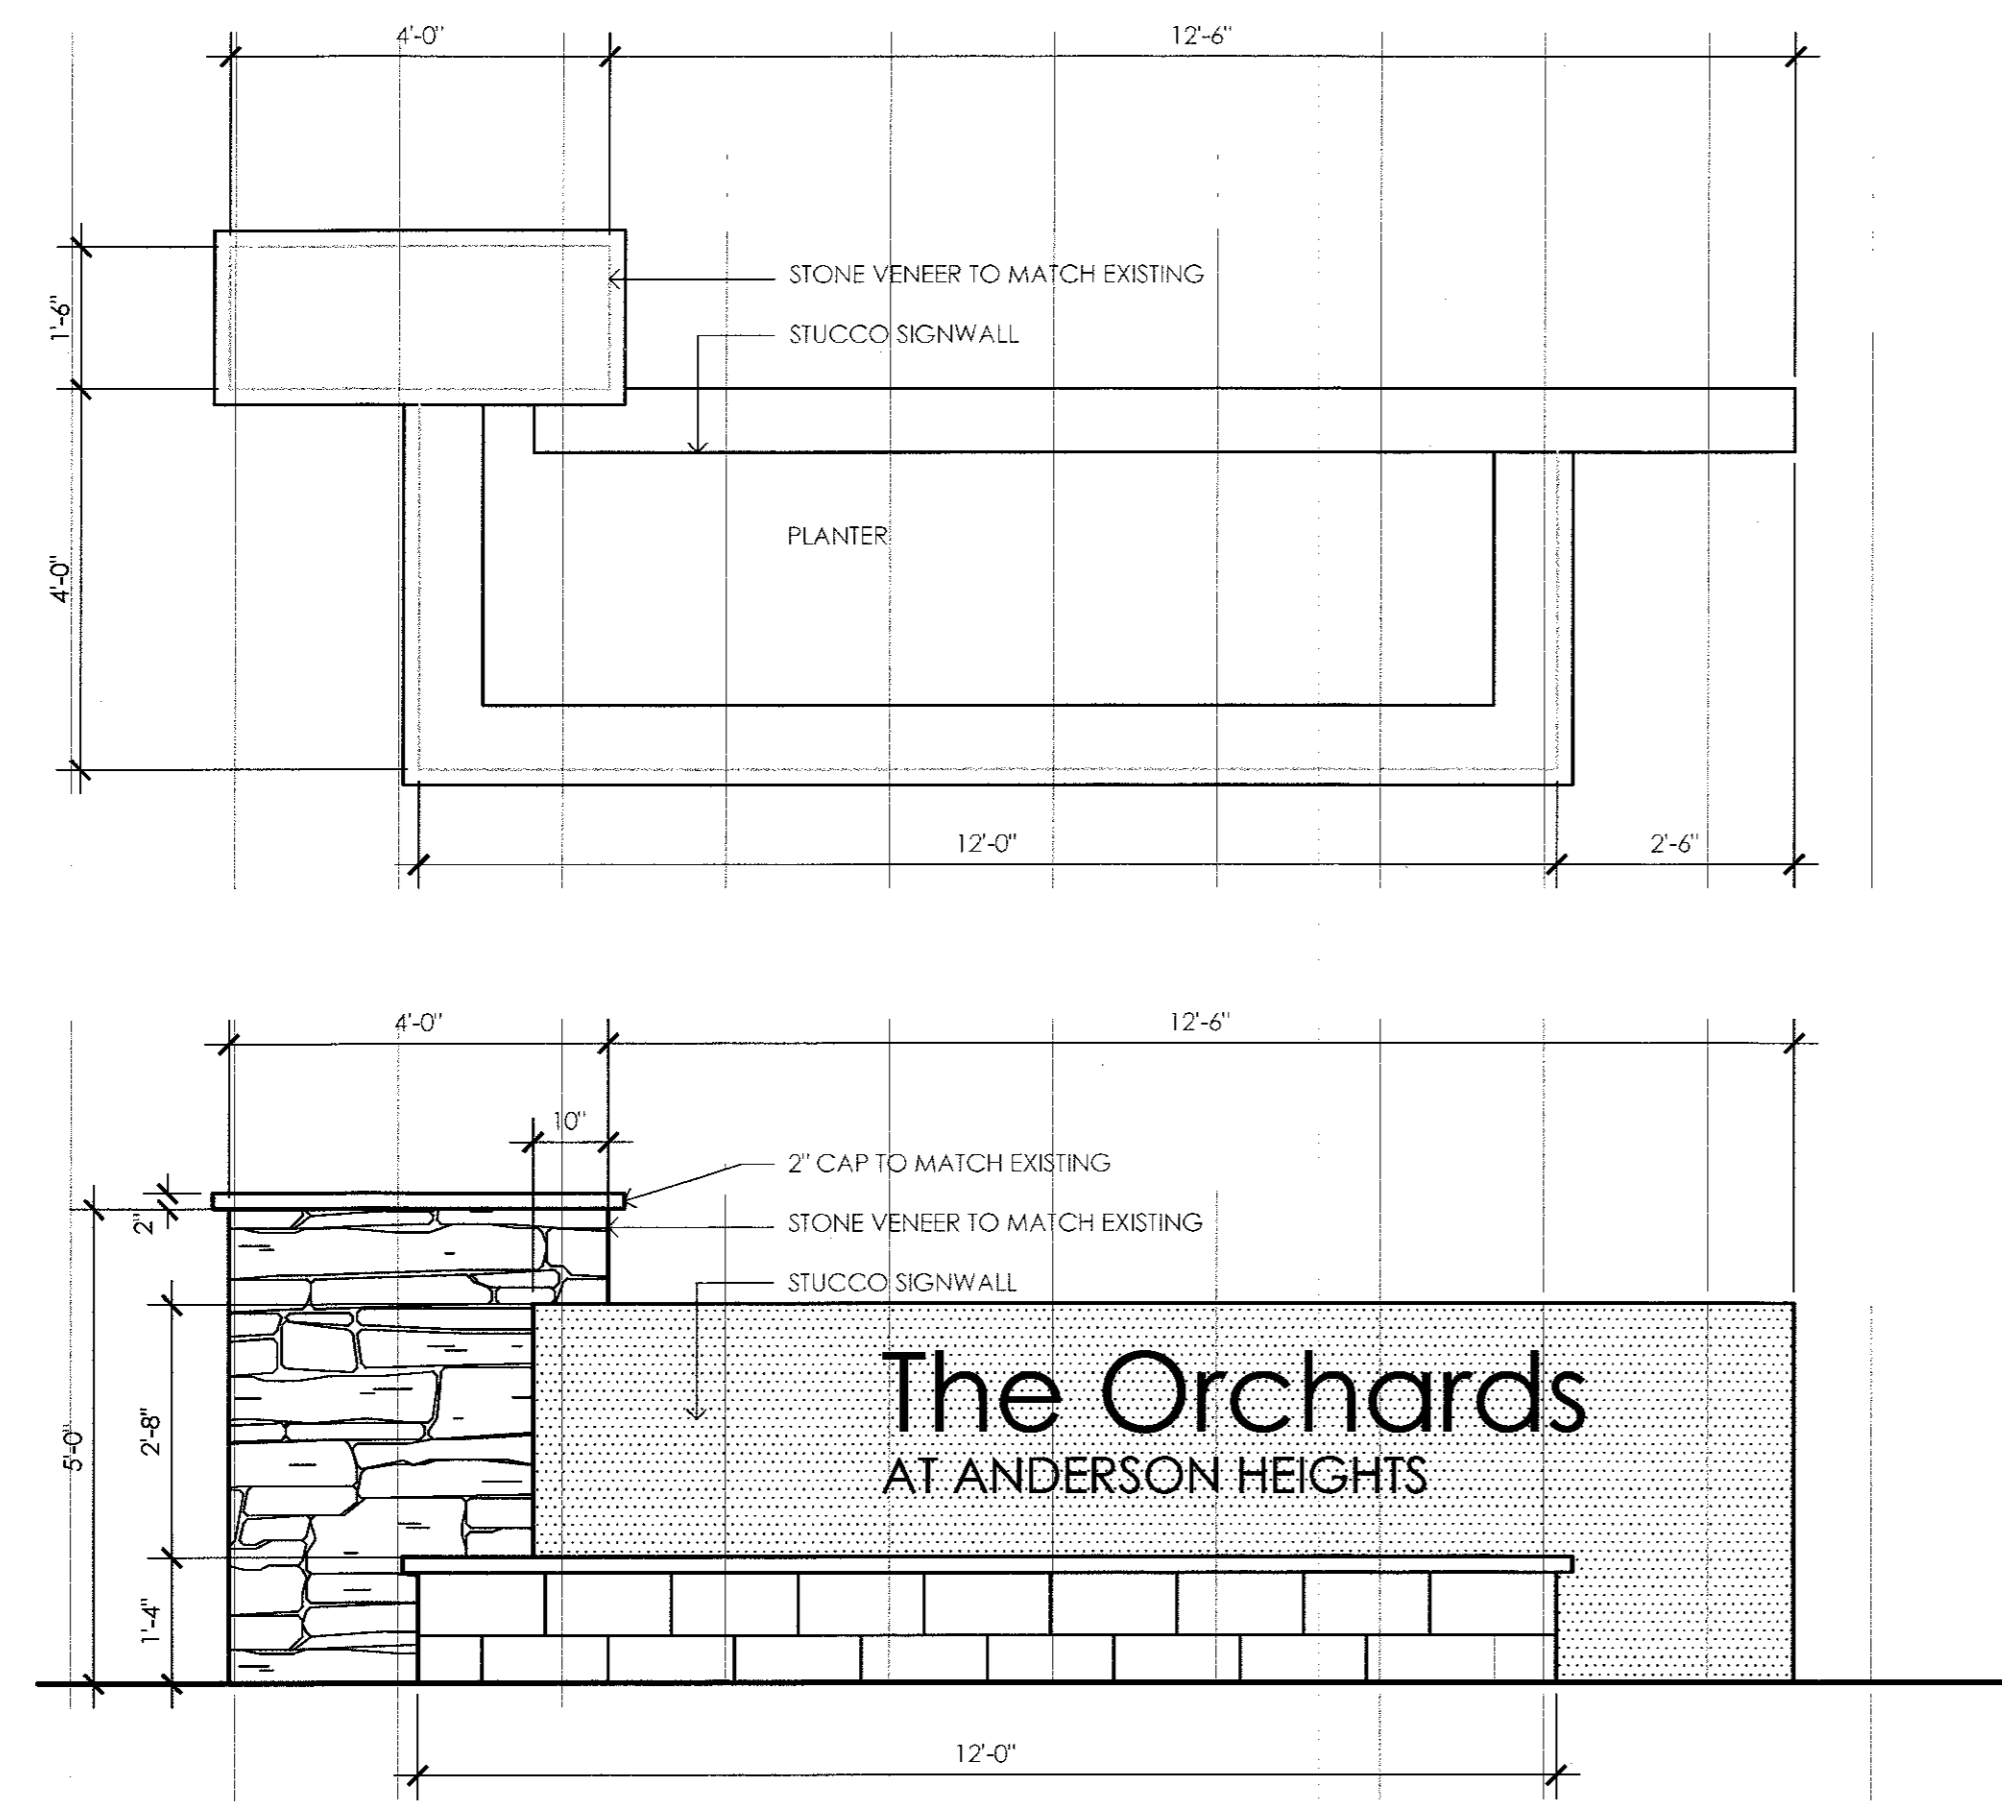 4'-0" 12'-6"
STONE VENEER TO MATCH EXISTING
1'-6"
STUCCO SIGNWALL
PLANTER
4'-0"
12'-0" 2'-6"
4'-0" 12'-6"
10"
2" CAP TO MATCH EXISTING
2"
STONE VENEER TO MATCH EXISTING
STUCCO SIGNWALL
The Orchards
AT ANDERSON HEIGHTS
5'-0"
2'-8"
1'-4"
12'-0"